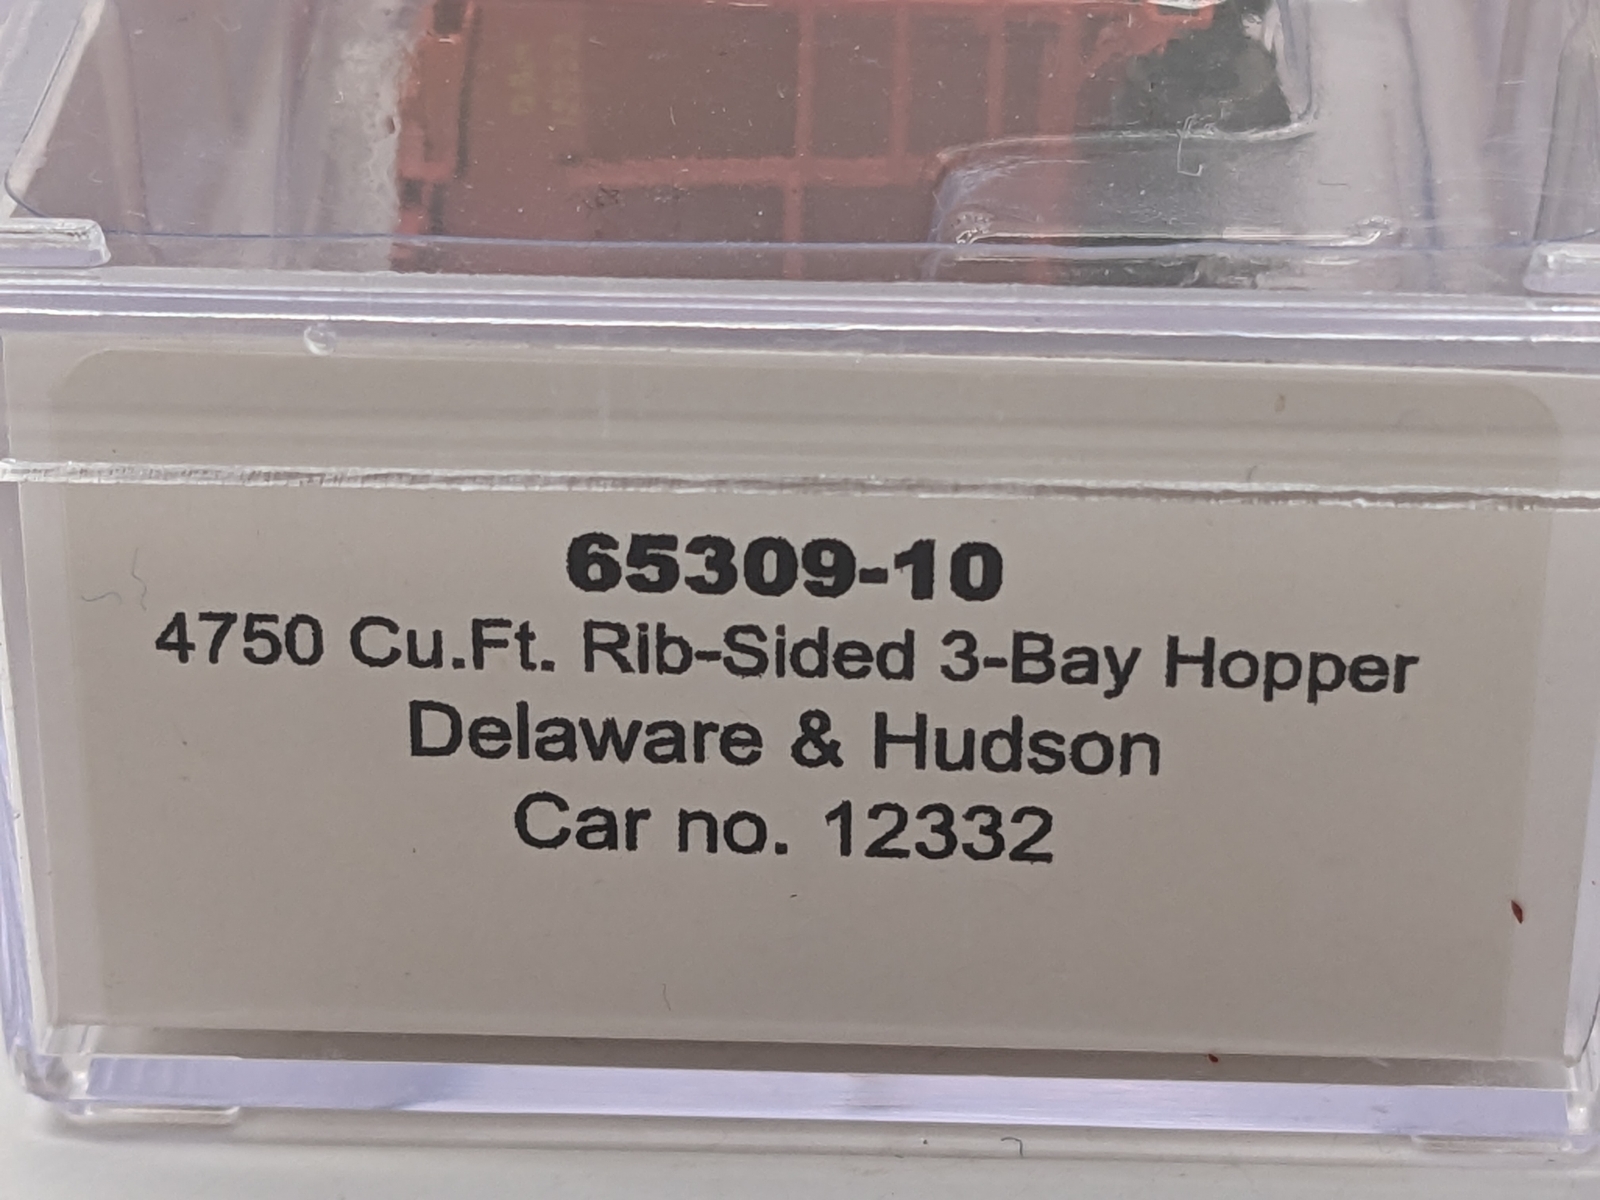 65309-10
4750 Cu.Ft. Rib-Sided 3-Bay Hopper
Delaware & Hudson
Car no. 12332